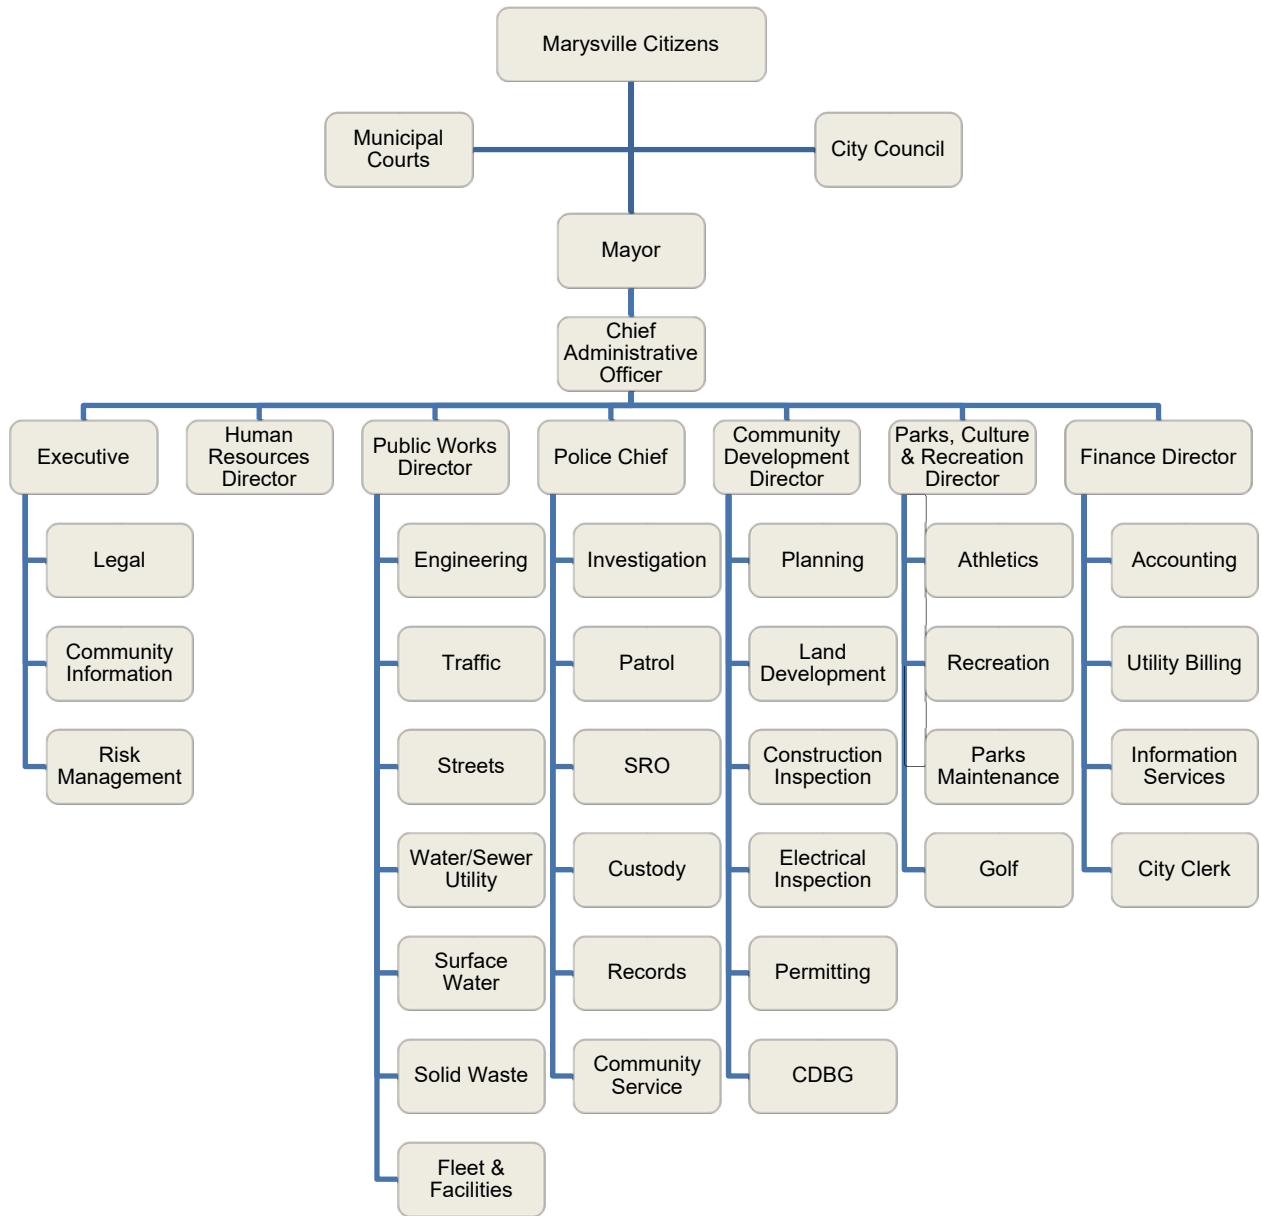 Marysville Citizens
Municipal
Courts
City Council
Mayor
Chief
Administrative
Officer
Executive
Human
Resources
Director
Public Works
Director
Police Chief
Community
Development
Director
Parks, Culture
& Recreation
Director
Finance Director
Legal
Community
Information
Risk
Management
Engineering
Traffic
Streets
Water/Sewer
Utility
Surface
Water
Solid Waste
Fleet &
Facilities
Investigation
Patrol
SRO
Custody
Records
Community
Service
Planning
Land
Development
Construction
Inspection
Electrical
Inspection
Permitting
CDBG
Athletics
Recreation
Parks
Maintenance
Golf
Accounting
Utility Billing
Information
Services
City Clerk